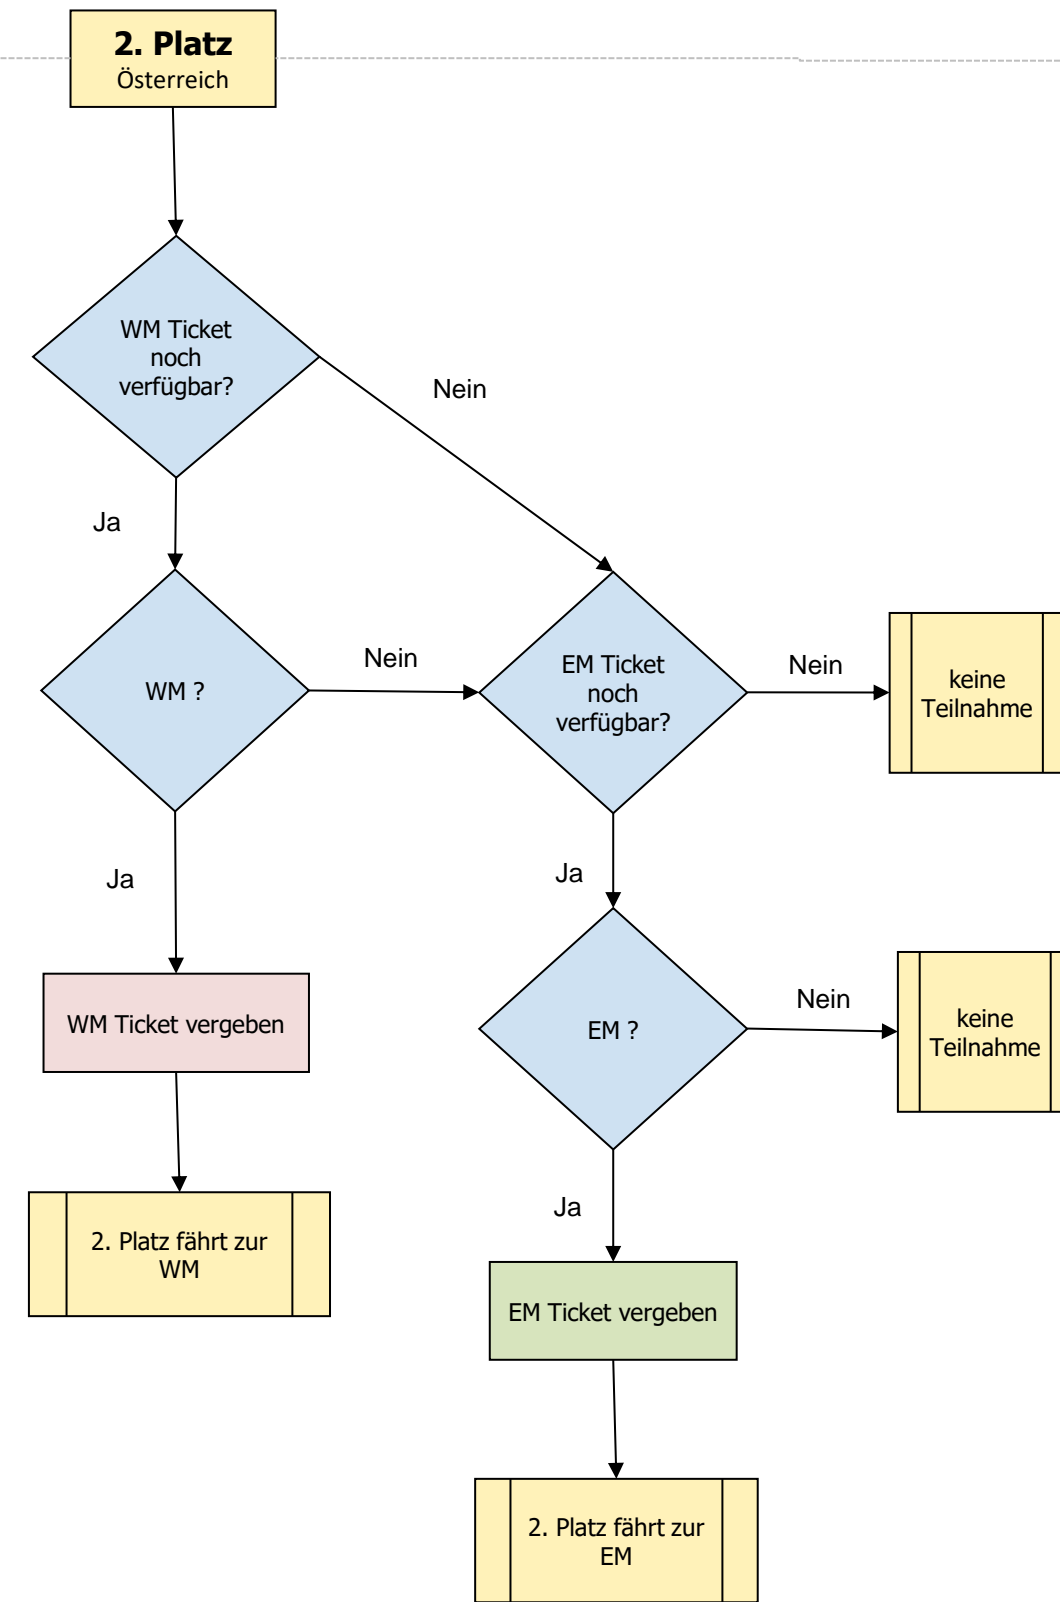 2. Platz
Österreich
WM Ticket
noch
verfügbar?
Nein
Ja
WM ?
Nein
EM Ticket
noch
verfügbar?
Nein
keine
Teilnahme
Ja
Ja
WM Ticket vergeben
EM ?
Nein
keine
Teilnahme
2. Platz fährt zur
WM
Ja
EM Ticket vergeben
2. Platz fährt zur
EM